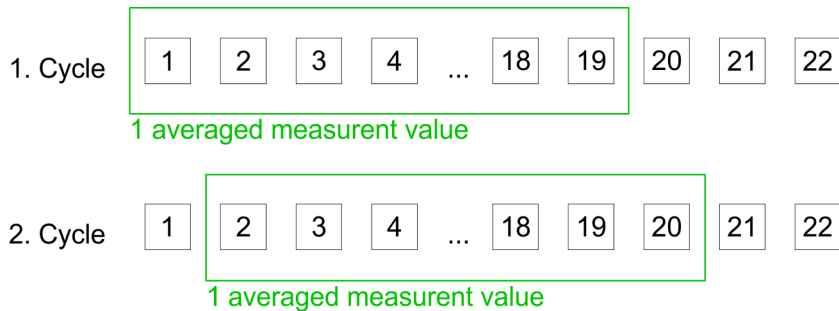 1. Cycle 1 2 3 4 ... 18 19 20 21 22
1 averaged measurent value
2. Cycle 1 2 3 4 ... 18 19 20 21 22
1 averaged measurent value